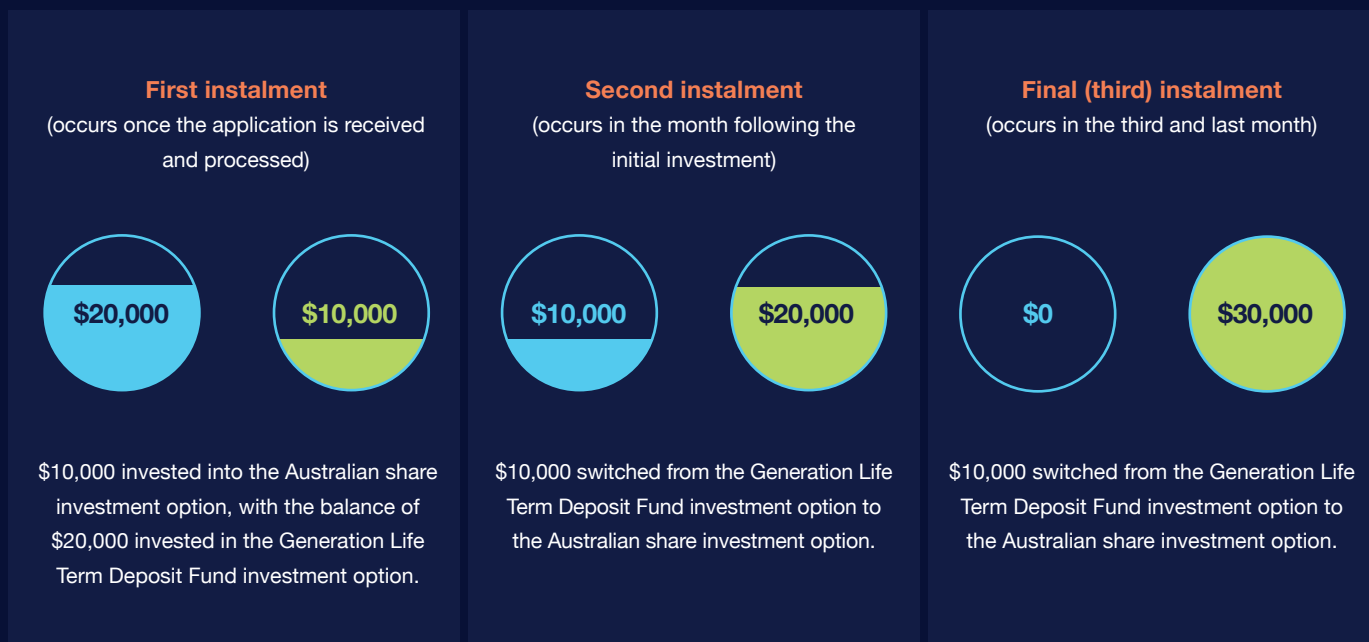 First instalment
(occurs once the application is received
and processed)
$20,000
$10,000
$10,000 invested into the Australian share
investment option, with the balance of
$20,000 invested in the Generation Life
Term Deposit Fund investment option.
Second instalment
(occurs in the month following the
initial investment)
$10,000
$20,000
$10,000 switched from the Generation Life
Term Deposit Fund investment option to
the Australian share investment option.
Final (third) instalment
(occurs in the third and last month)
$0
$30,000
$10,000 switched from the Generation Life
Term Deposit Fund investment option to
the Australian share investment option.